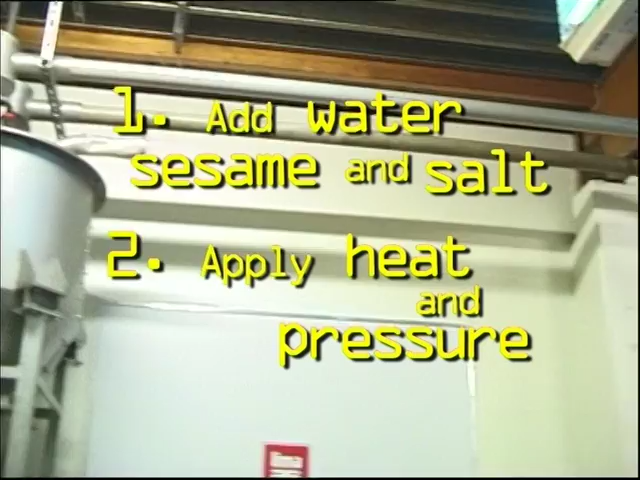 1. Add water
sesame and salt
2. Apply heat
and
pressure